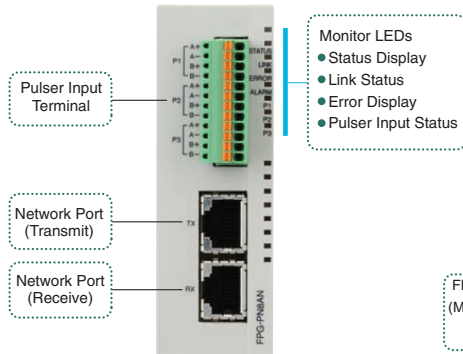 Monitor LEDs
● Status Display
● Link Status
● Error Display
● Pulser Input Status
Pulser Input
Terminal
P1
A+
A−
B+
B−
P2
A+
A−
B+
B−
P3
A+
A−
B+
B−
STATUS
LINK
ERROR
ALARM
P1
P2
P3
Network Port
(Transmit)
TX
Network Port
(Receive)
RX
FPG-PN8AN
(M